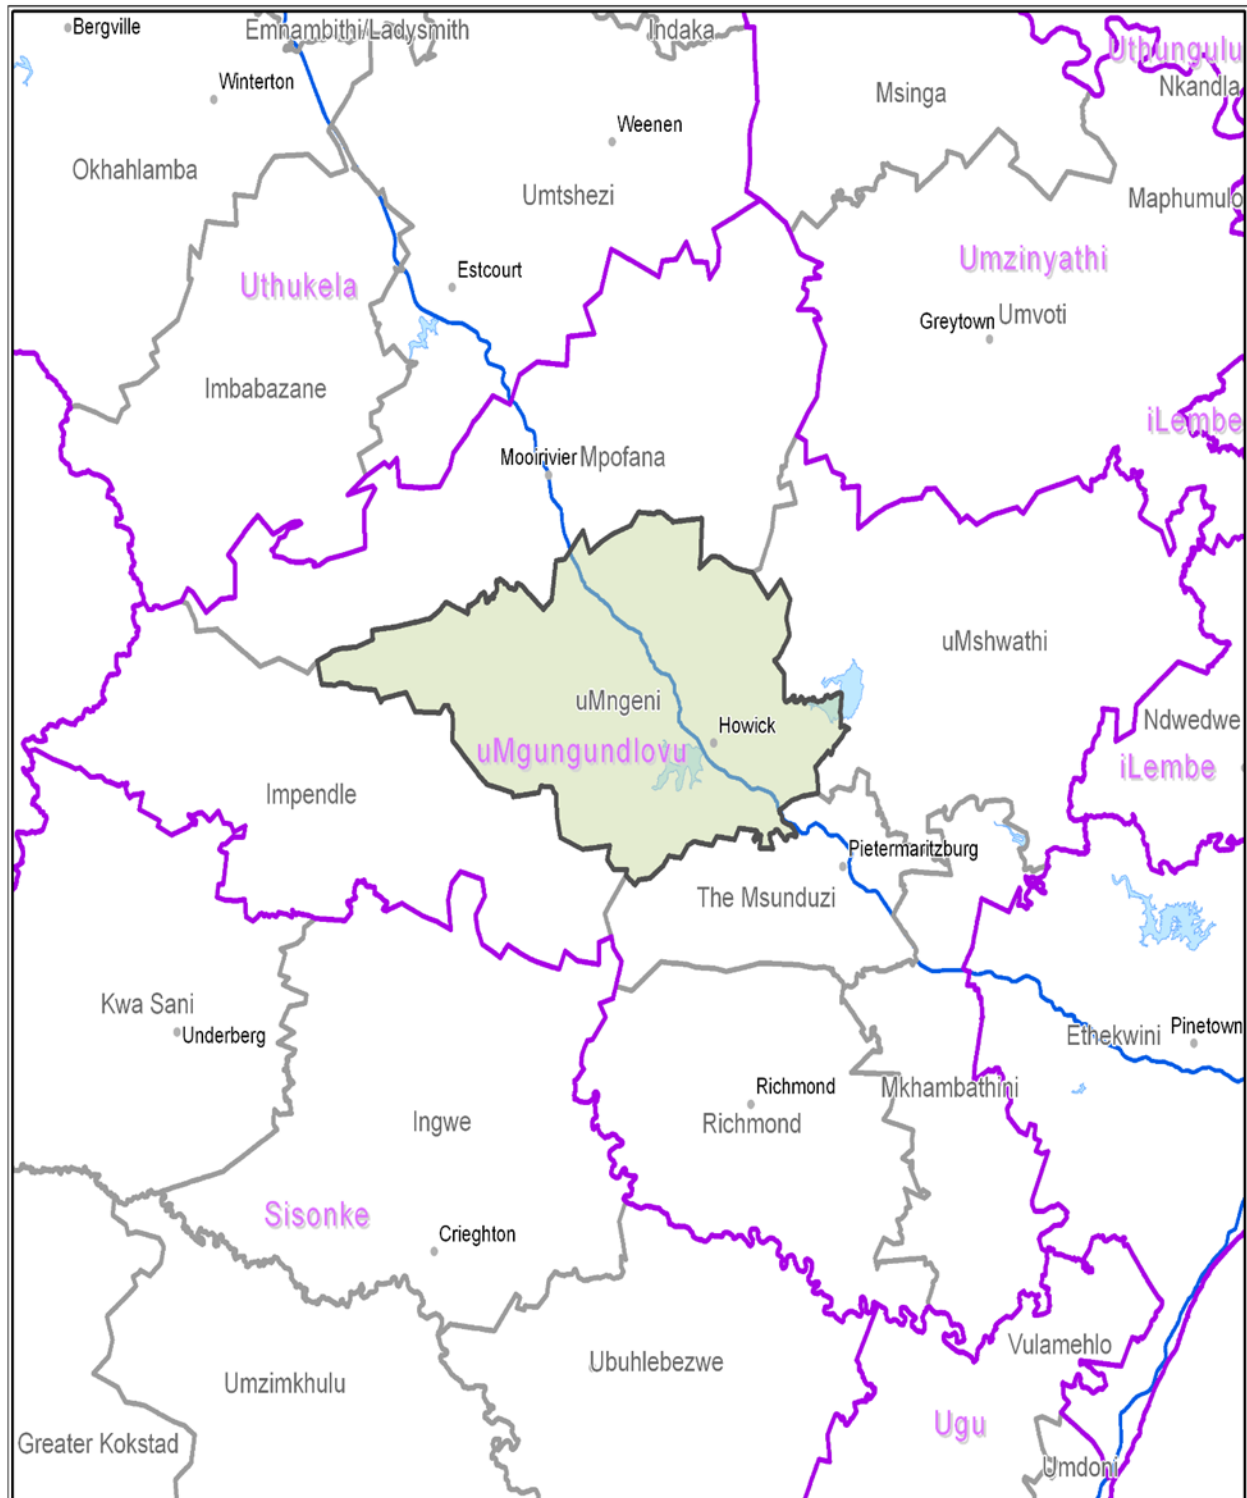 Bergville
Emnambithi/Ladysmith
Indaka
Uthungulu
Winterton
Msinga
Nkandla
Weenen
Okhahlamba
Umtshezi
Maphumulo
Uthukela
Estcourt
Umzinyathi
Greytown
Umvoti
Imbabazane
iLembe
Mooirivier
Mpofana
uMshwathi
uMngeni
Howick
Ndwedwe
uMgungundlovu
iLembe
Impendle
Pietermaritzburg
The Msunduzi
Kwa Sani
Underberg
Ethekwini
Pinetown
Richmond
Mkhambathini
Ingwe
Richmond
Sisonke
Crieghton
Vulamehlo
Ubuhlebezwe
Umzimkhulu
Ugu
Greater Kokstad
Umdoni